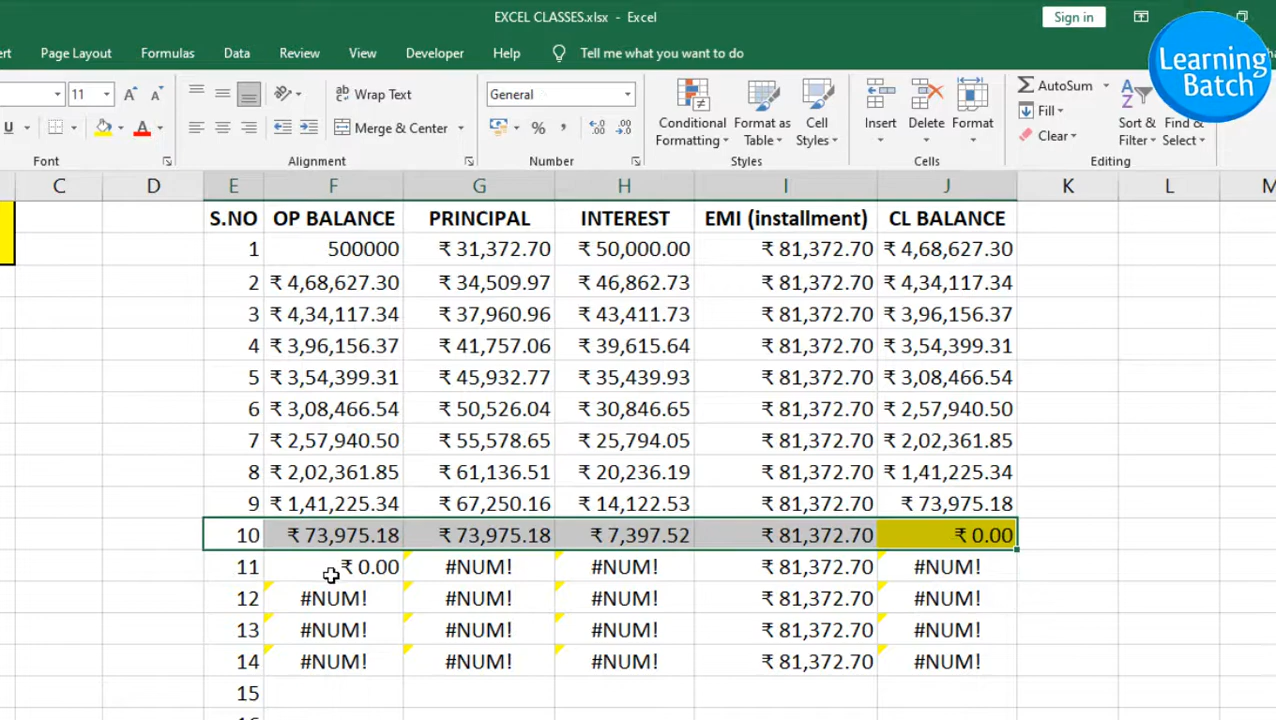 EXCEL CLASSES.xlsx - Excel
Sign in
Learning
Batch
Page Layout Formulas Data Review View Developer Help Tell me what you want to do
11 A A Wrap Text General AutoSum
U A Merge & Center % , Conditional Formatting Format as Table Cell Styles Insert Delete Format Fill Clear Sort & Filter Find & Select
Font Alignment Number Styles Cells Editing
C D E F G H I J K L M
S.NO OP BALANCE PRINCIPAL INTEREST EMI (installment) CL BALANCE
1 500000 ₹ 31,372.70 ₹ 50,000.00 ₹ 81,372.70 ₹ 4,68,627.30
2 ₹ 4,68,627.30 ₹ 34,509.97 ₹ 46,862.73 ₹ 81,372.70 ₹ 4,34,117.34
3 ₹ 4,34,117.34 ₹ 37,960.96 ₹ 43,411.73 ₹ 81,372.70 ₹ 3,96,156.37
4 ₹ 3,96,156.37 ₹ 41,757.06 ₹ 39,615.64 ₹ 81,372.70 ₹ 3,54,399.31
5 ₹ 3,54,399.31 ₹ 45,932.77 ₹ 35,439.93 ₹ 81,372.70 ₹ 3,08,466.54
6 ₹ 3,08,466.54 ₹ 50,526.04 ₹ 30,846.65 ₹ 81,372.70 ₹ 2,57,940.50
7 ₹ 2,57,940.50 ₹ 55,578.65 ₹ 25,794.05 ₹ 81,372.70 ₹ 2,02,361.85
8 ₹ 2,02,361.85 ₹ 61,136.51 ₹ 20,236.19 ₹ 81,372.70 ₹ 1,41,225.34
9 ₹ 1,41,225.34 ₹ 67,250.16 ₹ 14,122.53 ₹ 81,372.70 ₹ 73,975.18
10 ₹ 73,975.18 ₹ 73,975.18 ₹ 7,397.52 ₹ 81,372.70 ₹ 0.00
11 ₹ 0.00 #NUM! #NUM! ₹ 81,372.70 #NUM!
12 #NUM! #NUM! #NUM! ₹ 81,372.70 #NUM!
13 #NUM! #NUM! #NUM! ₹ 81,372.70 #NUM!
14 #NUM! #NUM! #NUM! ₹ 81,372.70 #NUM!
15